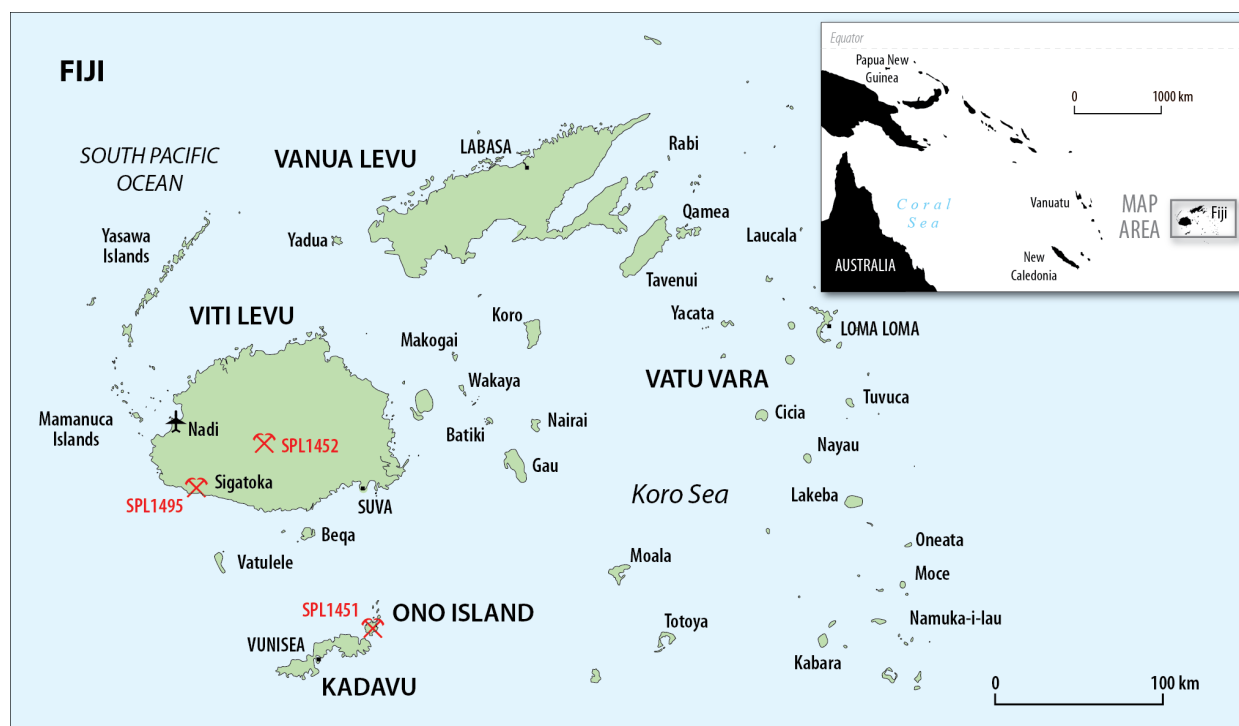 FIJI
Equator
Papua New
Guinea
0 1000 km
Coral
Sea
Vanuatu
MAP
AREA
Fiji
New
Caledonia
AUSTRALIA
SOUTH PACIFIC
OCEAN
VANUA LEVU
LABASA
Rabi
Yasawa
Islands
Yadua
Qamea
Laucala
Tavenui
VITI LEVU
Koro
Yacata
LOMA LOMA
Makogai
Wakaya
VATU VARA
Mamanuca
Islands
Nadi
Batiki
Nairai
Cicia
Tuvuca
SPL1452
Gau
Nayau
Sigatoka
SPL1495
SUVA
Koro Sea
Lakeba
Beqa
Vatulele
Moala
Oneata
Moce
SPL1451
ONO ISLAND
Totoya
Namuka-i-lau
VUNISEA
Kabara
KADAVU
0 100 km